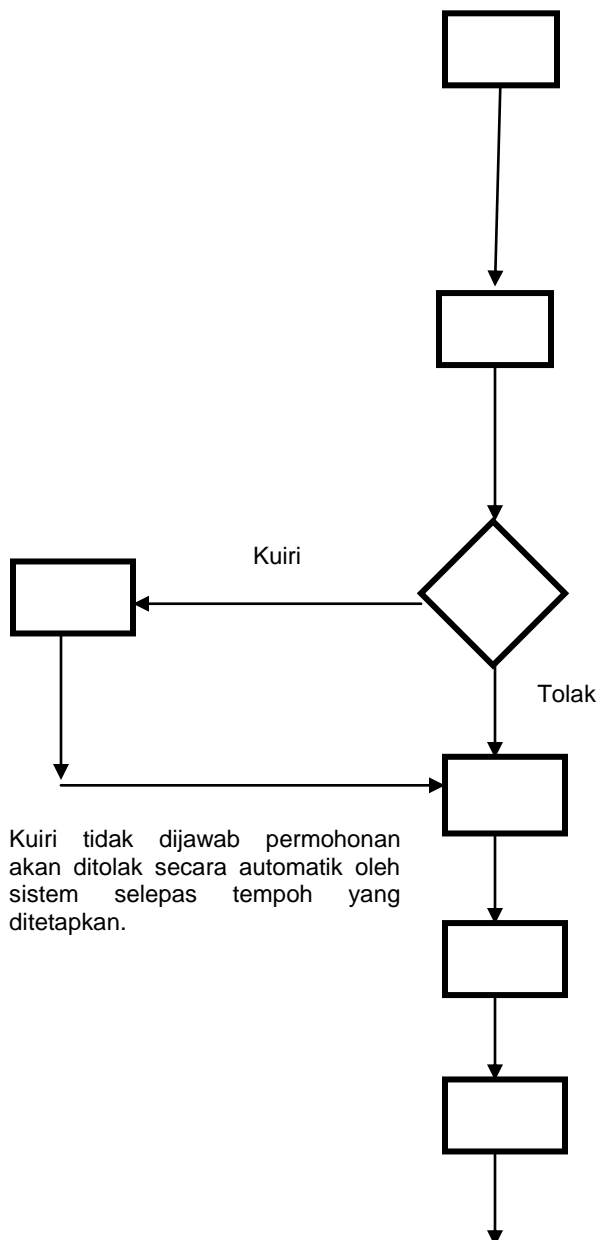 Kuiri
Tolak
Kuiri tidak dijawab permohonan
akan ditolak secara automatik oleh
sistem selepas tempoh yang
ditetapkan.